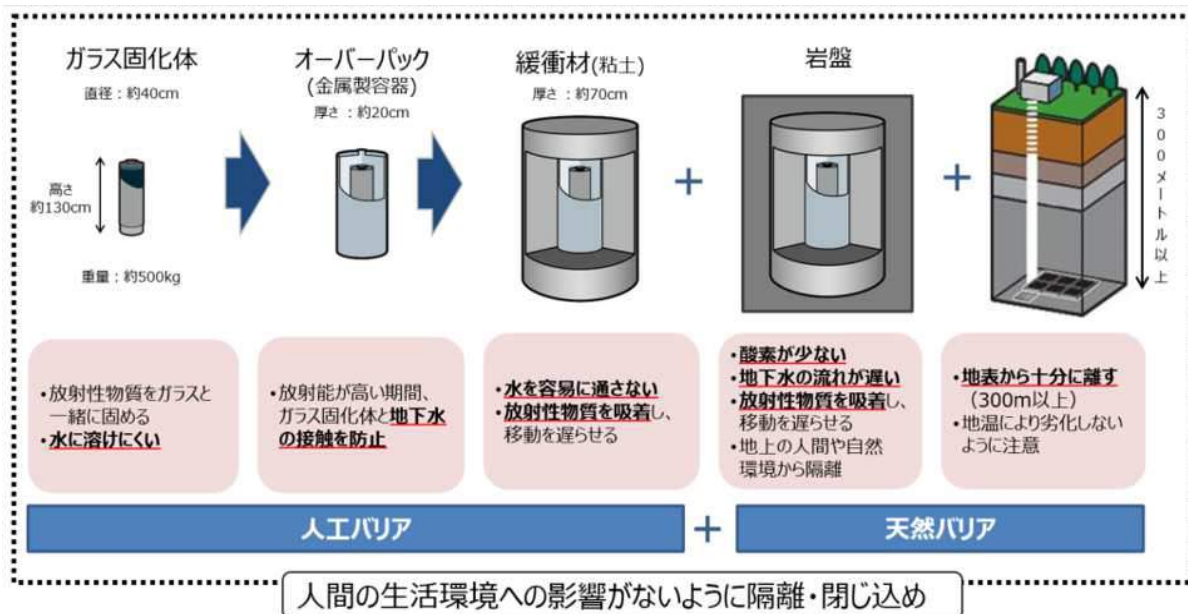 ガラス固化体
直径：約40cm
高さ
約130cm
重量：約500kg
オーバーパック
(金属製容器)
厚さ：約20cm
緩衝材(粘土)
厚さ：約70cm
+
岩盤
+
300メートル以上
・放射性物質をガラスと
一緒に固める
・水に溶けにくい
・放射能が高い期間、
ガラス固化体と地下水
の接触を防止
・水を容易に通さない
・放射性物質を吸着し、
移動を遅らせる
・酸素が少ない
・地下水の流れが遅い
・放射性物質を吸着し、
移動を遅らせる
・地上の人間や自然
環境から隔離
・地表から十分に離す
（300m以上）
・地温により劣化しない
ように注意
人工バリア
+
天然バリア
人間の生活環境への影響がないように隔離・閉じ込め